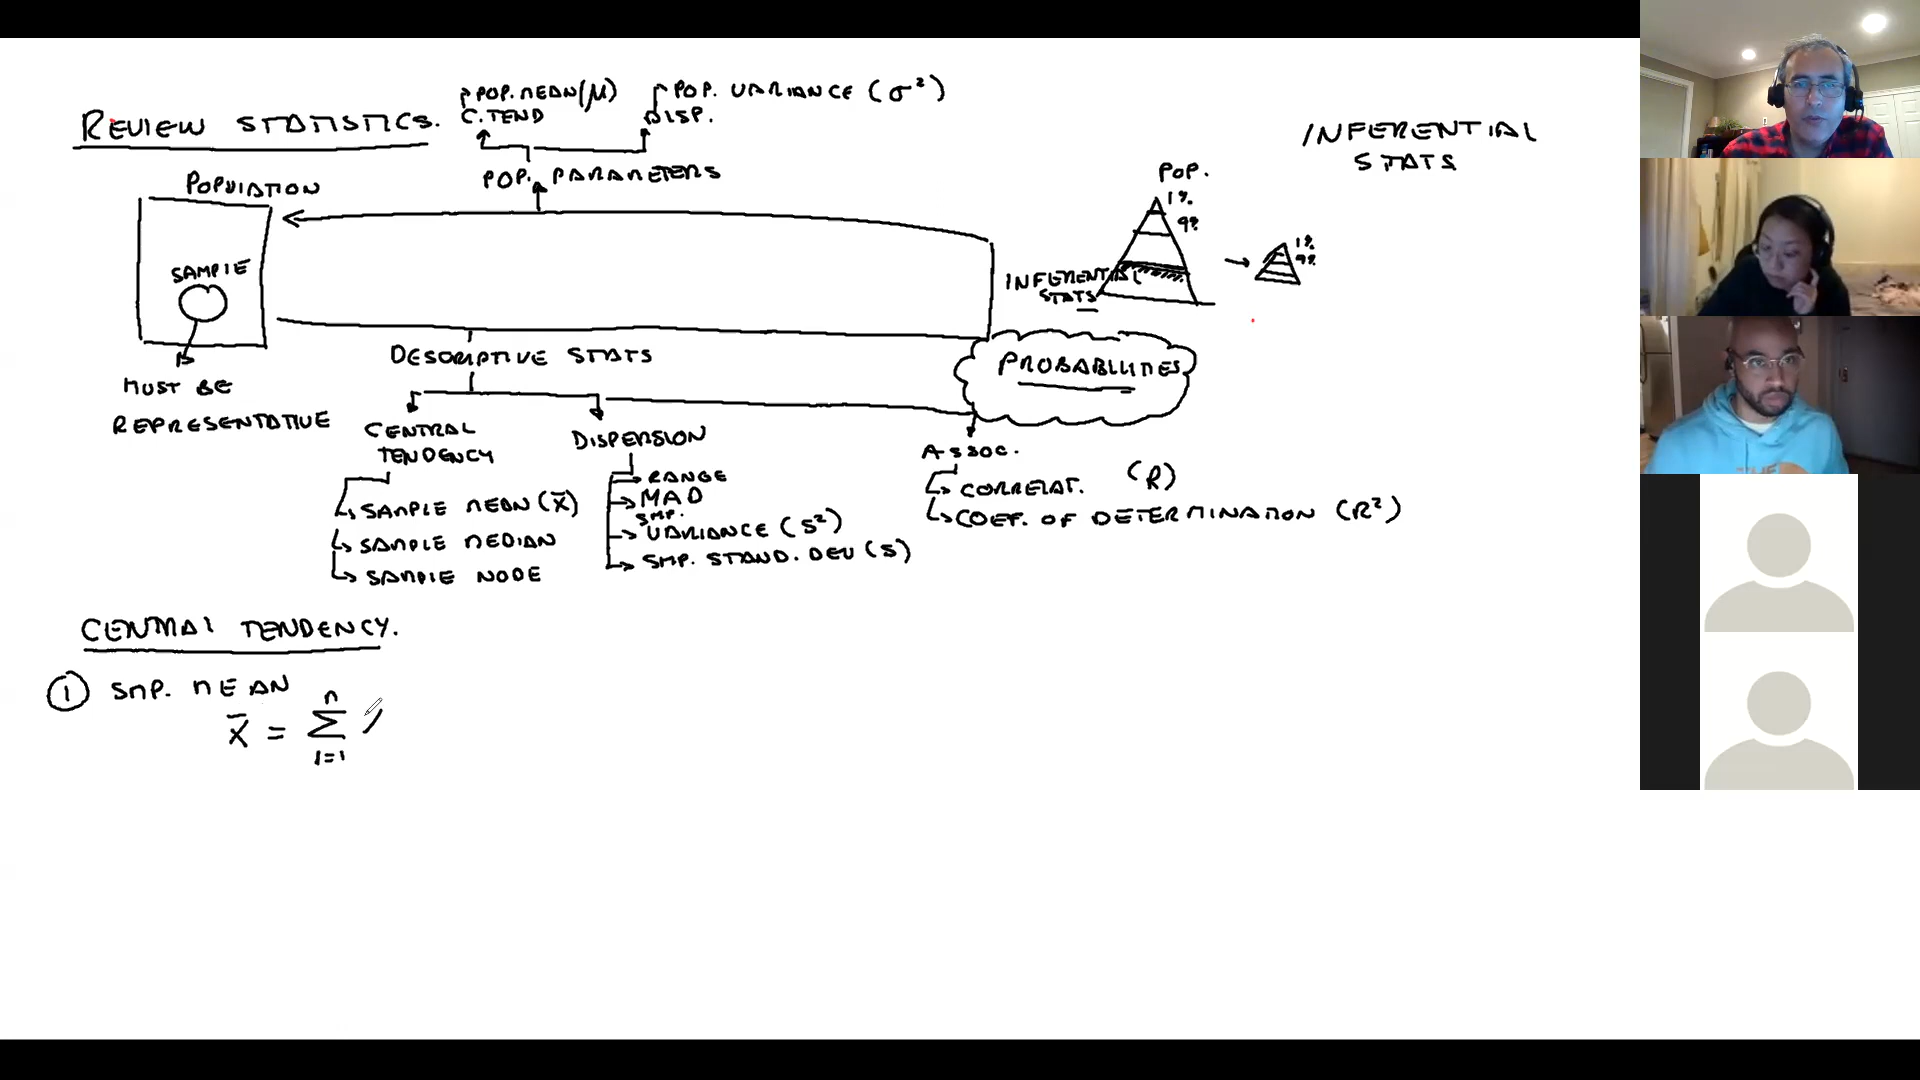 REVIEW STATISTICS.
POP. MEAN (μ)
C. TEND
POP. VARIANCE (σ²)
DISP.
POP. PARAMETERS
INFERENTIAL
STATS
POPULATION
SAMPLE
MUST BE
REPRESENTATIVE
POP.
1%
9%
1%
9%
INFERENTIAL
STATS
DESCRIPTIVE STATS
PROBABILITIES
CENTRAL
TENDENCY
SAMPLE MEAN (x̄)
SAMPLE MEDIAN
SAMPLE MODE
DISPERSION
RANGE
MAD
SMP.
VARIANCE (S²)
SMP. STAND. DEV (S)
ASSOC.
CORRELAT. (R)
COEF. OF DETERMINATION (R²)
CENTRAL TENDENCY.
① SMP. MEAN
n
x̄ = Σ
i=1